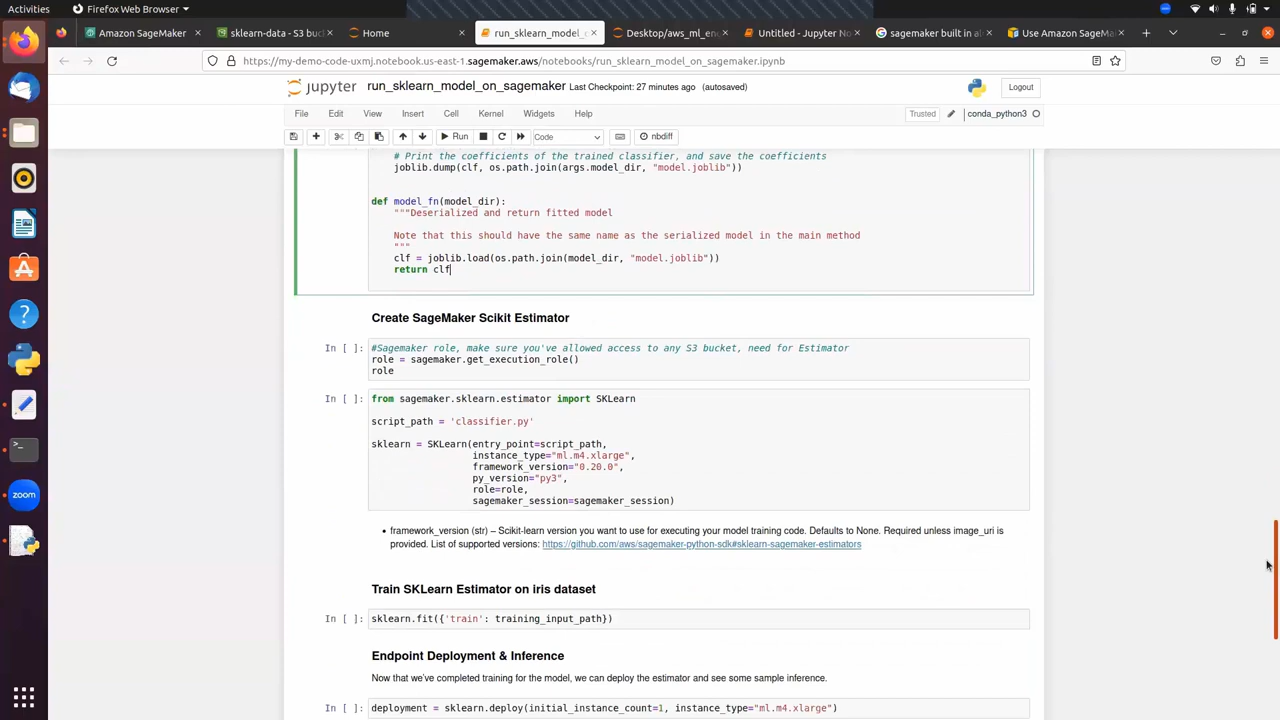 Activities
Firefox Web Browser
Amazon SageMaker
sklearn-data - S3 buc
Home
run_sklearn_model_
Desktop/aws_ml_en
Untitled - Jupyter No
sagemaker built in al
Use Amazon SageMa
https://my-demo-code-uxmj.notebook.us-east-1.sagemaker.aws/notebooks/run_sklearn_model_on_sagemaker.ipynb
jupyter run_sklearn_model_on_sagemaker Last Checkpoint: 27 minutes ago (autosaved)
Logout
File Edit View Insert Cell Kernel Widgets Help
Trusted
conda_python3
Run
Code
nbdiff
# Print the coefficients of the trained classifier, and save the coefficients
joblib.dump(clf, os.path.join(args.model_dir, "model.joblib"))
def model_fn(model_dir):
"""Deserialized and return fitted model
Note that this should have the same name as the serialized model in the main method
"""
clf = joblib.load(os.path.join(model_dir, "model.joblib"))
return clf
Create SageMaker Scikit Estimator
In [ ]:
#Sagemaker role, make sure you've allowed access to any S3 bucket, need for Estimator
role = sagemaker.get_execution_role()
role
In [ ]:
from sagemaker.sklearn.estimator import SKLearn
script_path = 'classifier.py'
sklearn = SKLearn(entry_point=script_path,
instance_type="ml.m4.xlarge",
framework_version="0.20.0",
py_version="py3",
role=role,
sagemaker_session=sagemaker_session)
• framework_version (str) – Scikit-learn version you want to use for executing your model training code. Defaults to None. Required unless image_uri is
provided. List of supported versions: https://github.com/aws/sagemaker-python-sdk#sklearn-sagemaker-estimators
Train SKLearn Estimator on iris dataset
In [ ]:
sklearn.fit({'train': training_input_path})
Endpoint Deployment & Inference
Now that we've completed training for the model, we can deploy the estimator and see some sample inference.
In [ ]:
deployment = sklearn.deploy(initial_instance_count=1, instance_type="ml.m4.xlarge")
zoom